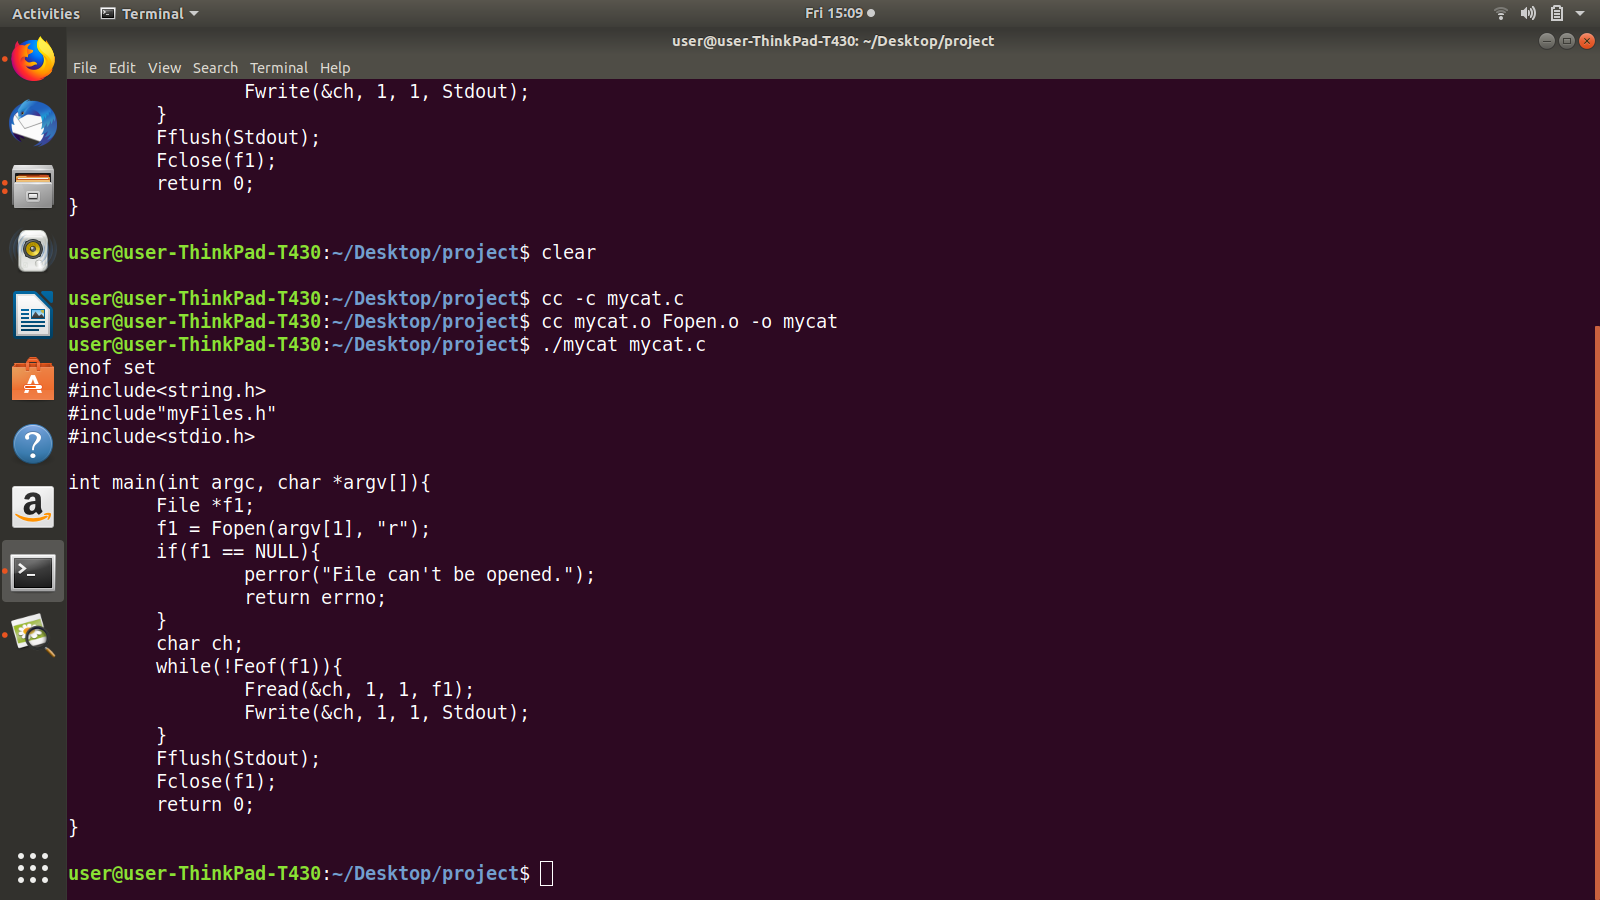 Activities Terminal Fri 15:09
user@user-ThinkPad-T430: ~/Desktop/project
File Edit View Search Terminal Help
                Fwrite(&ch, 1, 1, Stdout);
        }
        Fflush(Stdout);
        Fclose(f1);
        return 0;
}
user@user-ThinkPad-T430:~/Desktop/project$ clear
user@user-ThinkPad-T430:~/Desktop/project$ cc -c mycat.c
user@user-ThinkPad-T430:~/Desktop/project$ cc mycat.o Fopen.o -o mycat
user@user-ThinkPad-T430:~/Desktop/project$ ./mycat mycat.c
enof set
#include<string.h>
#include"myFiles.h"
#include<stdio.h>
int main(int argc, char *argv[]){
        File *f1;
        f1 = Fopen(argv[1], "r");
        if(f1 == NULL){
                perror("File can't be opened.");
                return errno;
        }
        char ch;
        while(!Feof(f1)){
                Fread(&ch, 1, 1, f1);
                Fwrite(&ch, 1, 1, Stdout);
        }
        Fflush(Stdout);
        Fclose(f1);
        return 0;
}
user@user-ThinkPad-T430:~/Desktop/project$